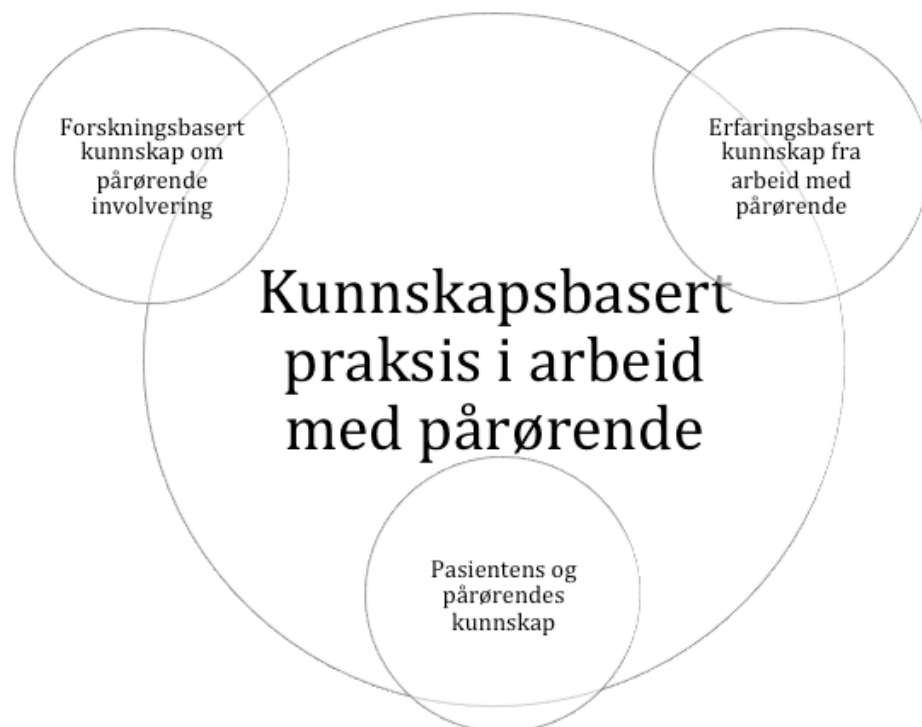 Forskningsbasert
kunnskap om
pårørende
involvering
Erfaringsbasert
kunnskap fra
arbeid med
pårørende
Kunnskapsbasert
praksis i arbeid
med pårørende
Pasientens og
pårørendes
kunnskap